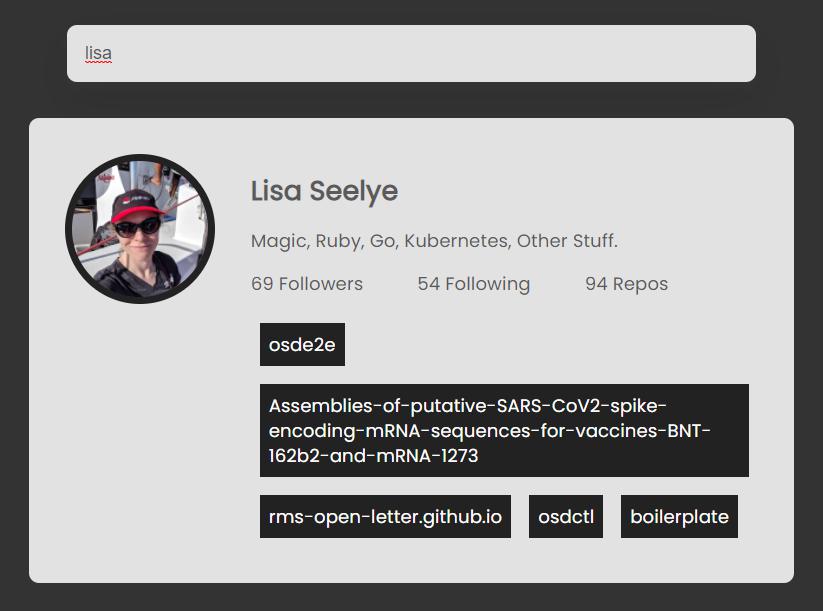 lisa
Lisa Seelye
Magic, Ruby, Go, Kubernetes, Other Stuff.
69 Followers 54 Following 94 Repos
osde2e
Assemblies-of-putative-SARS-CoV2-spike-
encoding-mRNA-sequences-for-vaccines-BNT-
162b2-and-mRNA-1273
rms-open-letter.github.io osdctl boilerplate